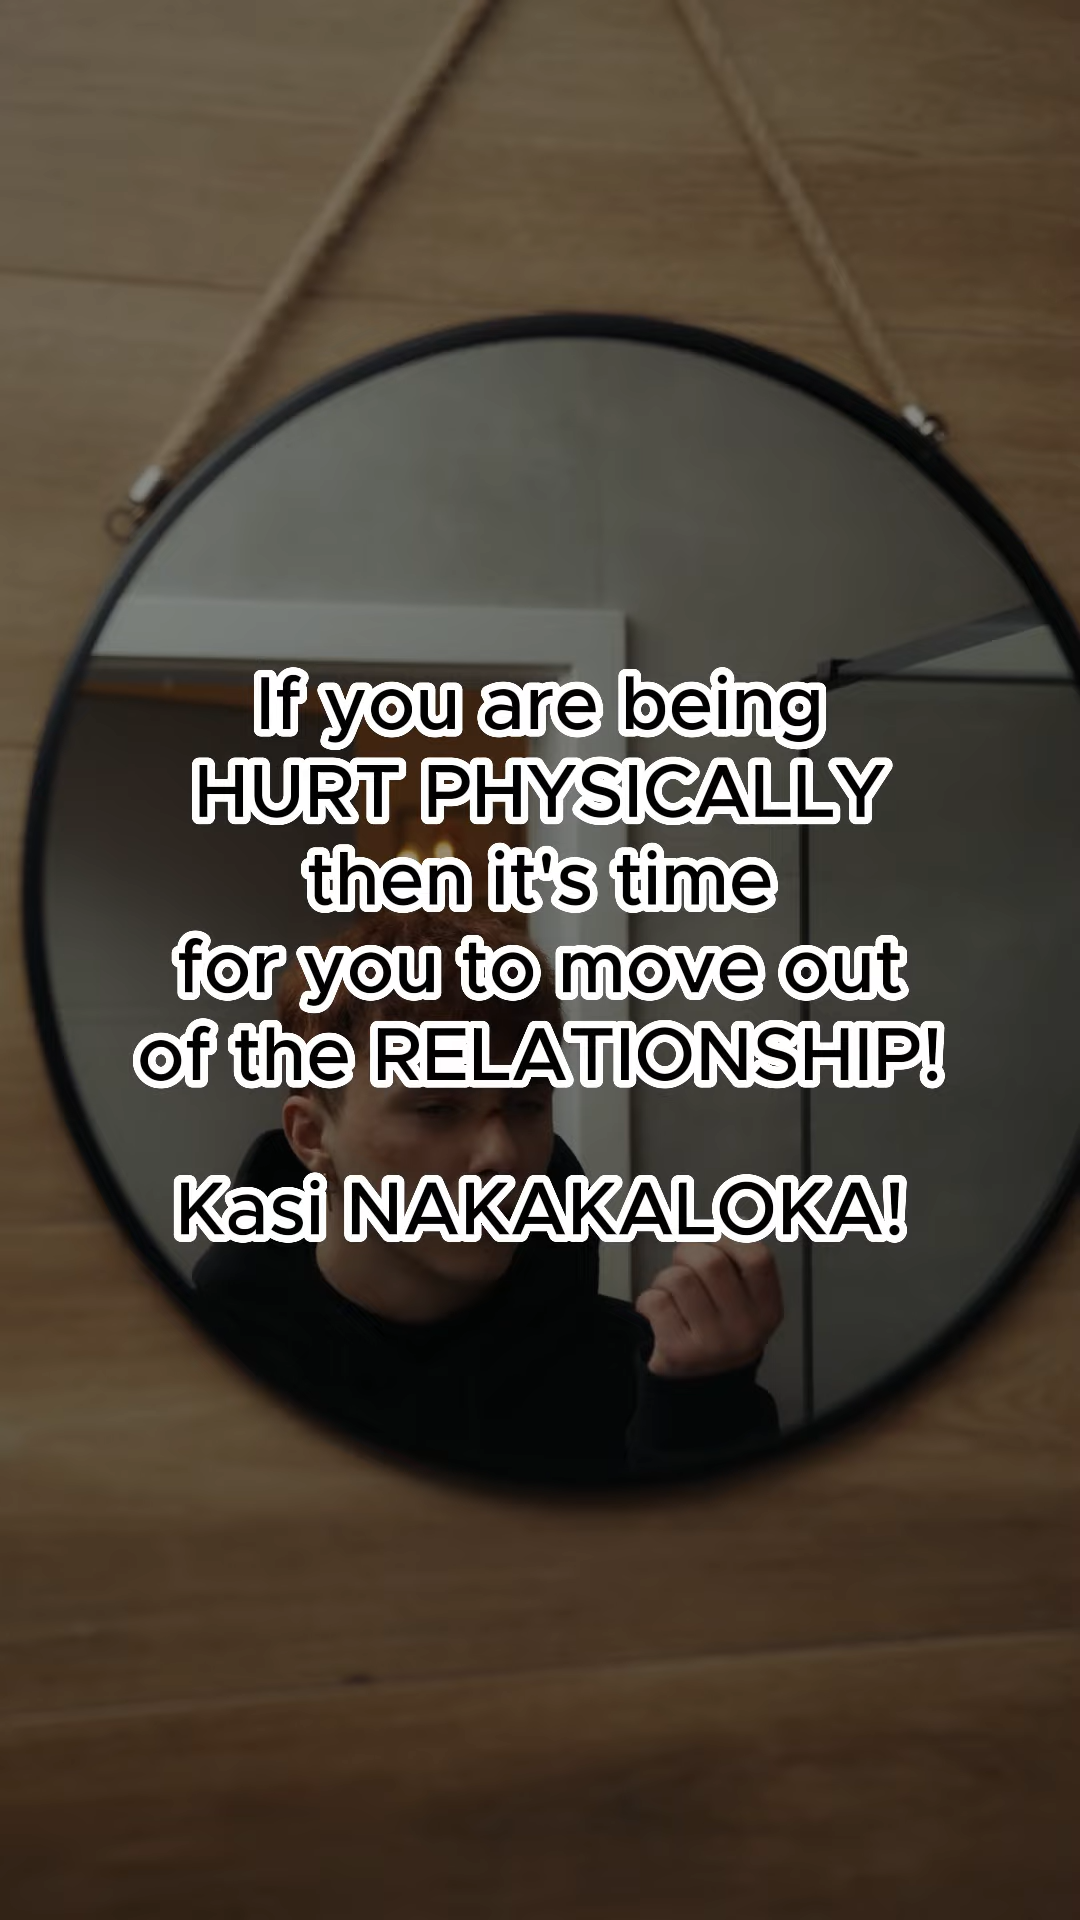 If you are being
HURT PHYSICALLY
then it's time
for you to move out
of the RELATIONSHIP!
Kasi NAKAKALOKA!